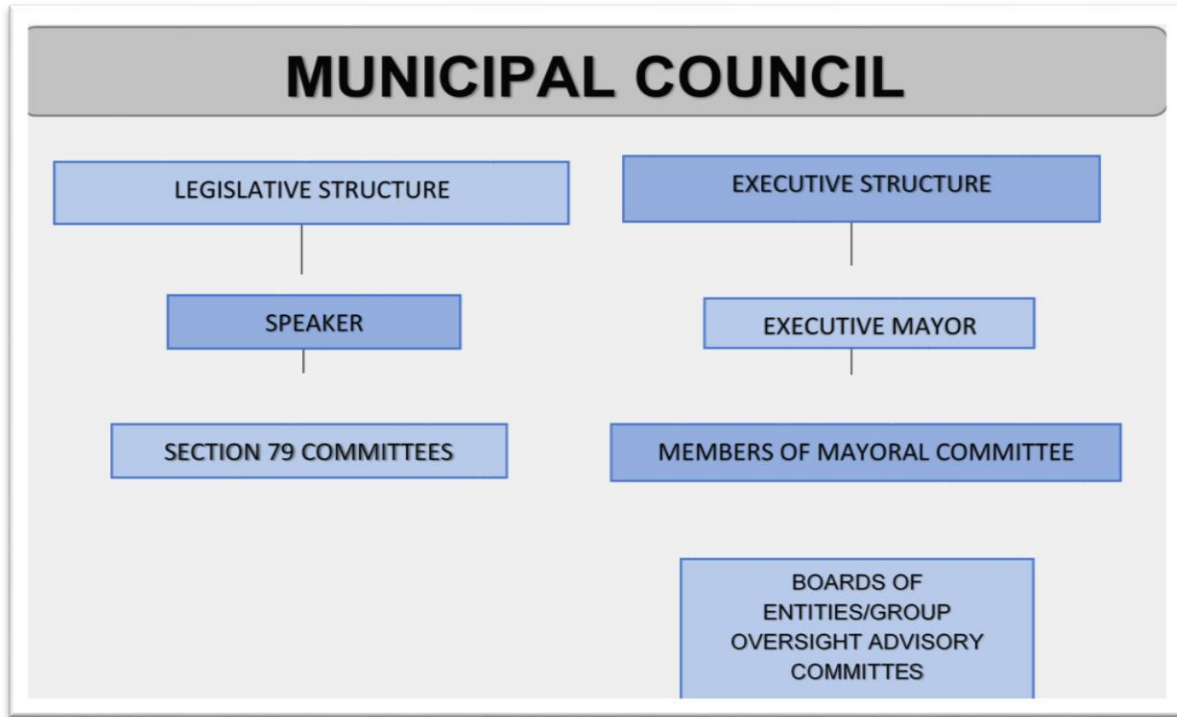 MUNICIPAL COUNCIL
LEGISLATIVE STRUCTURE
EXECUTIVE STRUCTURE
SPEAKER
EXECUTIVE MAYOR
SECTION 79 COMMITTEES
MEMBERS OF MAYORAL COMMITTEE
BOARDS OF
ENTITIES/GROUP
OVERSIGHT ADVISORY
COMMITTES